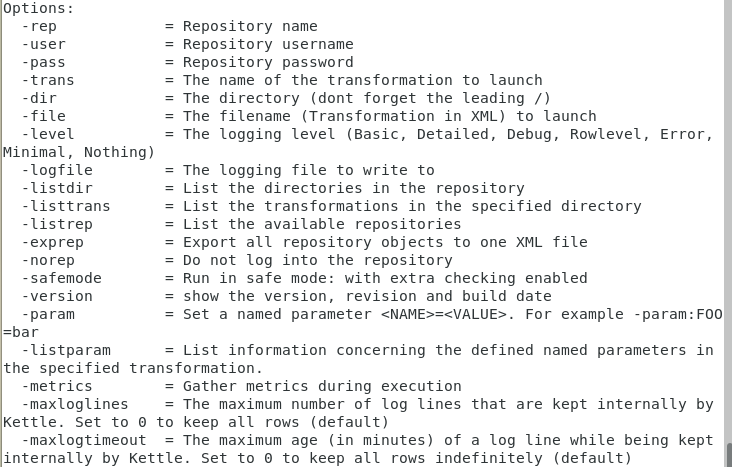 Options:
  -rep            = Repository name
  -user           = Repository username
  -pass           = Repository password
  -trans          = The name of the transformation to launch
  -dir            = The directory (dont forget the leading /)
  -file           = The filename (Transformation in XML) to launch
  -level          = The logging level (Basic, Detailed, Debug, Rowlevel, Error,
Minimal, Nothing)
  -logfile        = The logging file to write to
  -listdir        = List the directories in the repository
  -listtrans      = List the transformations in the specified directory
  -listrep        = List the available repositories
  -exprep         = Export all repository objects to one XML file
  -norep          = Do not log into the repository
  -safemode       = Run in safe mode: with extra checking enabled
  -version        = show the version, revision and build date
  -param          = Set a named parameter <NAME>=<VALUE>. For example -param:FOO
=bar
  -listparam      = List information concerning the defined named parameters in
the specified transformation.
  -metrics        = Gather metrics during execution
  -maxloglines    = The maximum number of log lines that are kept internally by
Kettle. Set to 0 to keep all rows (default)
  -maxlogtimeout  = The maximum age (in minutes) of a log line while being kept
internally by Kettle. Set to 0 to keep all rows indefinitely (default)